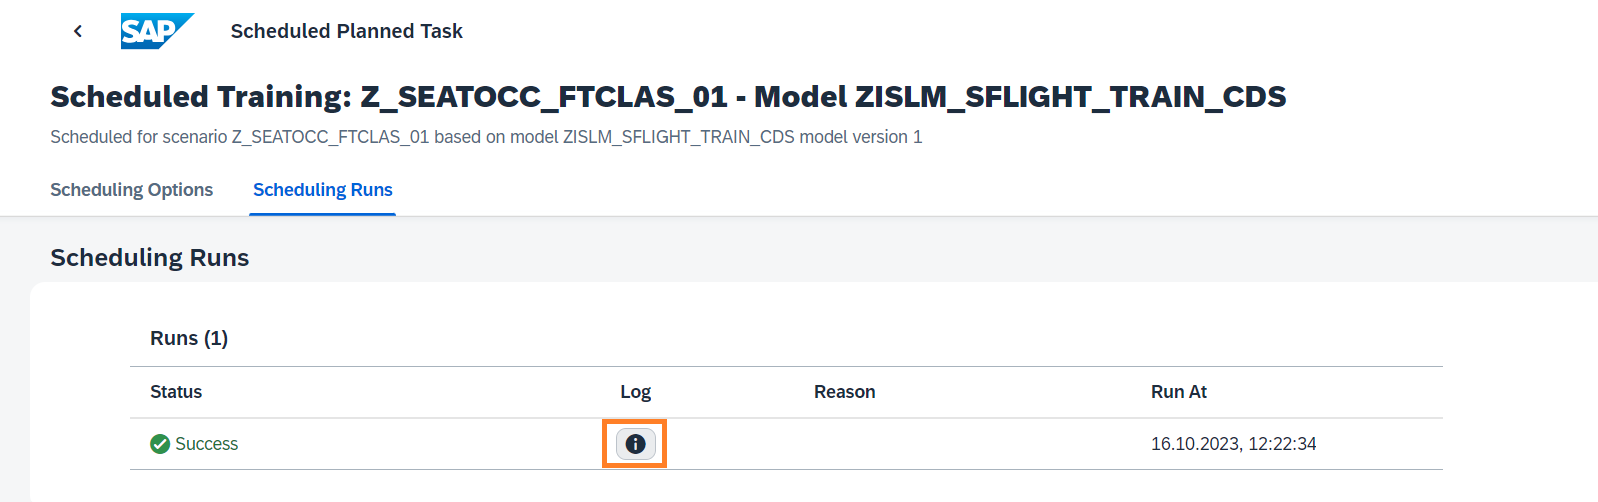 SAP Scheduled Planned Task
Scheduled Training: Z_SEATOCC_FTCLAS_01 - Model ZISLM_SFLIGHT_TRAIN_CDS
Scheduled for scenario Z_SEATOCC_FTCLAS_01 based on model ZISLM_SFLIGHT_TRAIN_CDS model version 1
Scheduling Options Scheduling Runs
Scheduling Runs
Runs (1)
Status Log Reason Run At
Success 16.10.2023, 12:22:34